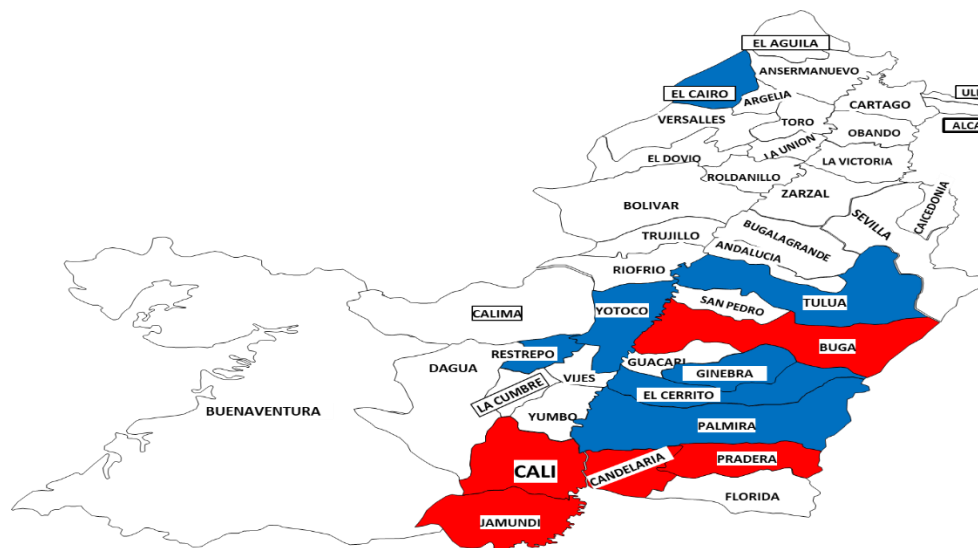 EL AGUILA
ANSERMANUEVO
EL CAIRO
ARGELIA
CARTAGO
VERSALLES
TORO
OBANDO
LA UNION
EL DOVIO
LA VICTORIA
ROLDANILLO
ZARZAL
CAICEDONIA
BOLIVAR
SEVILLA
BUGALAGRANDE
TRUJILLO
ANDALUCIA
RIOFRIO
TULUA
SAN PEDRO
YOTOCO
CALIMA
BUGA
RESTREPO
GUACARI
DAGUA
GINEBRA
VIJES
LA CUMBRE
EL CERRITO
BUENAVENTURA
YUMBO
PALMIRA
PRADERA
CANDELARIA
CALI
FLORIDA
JAMUNDI